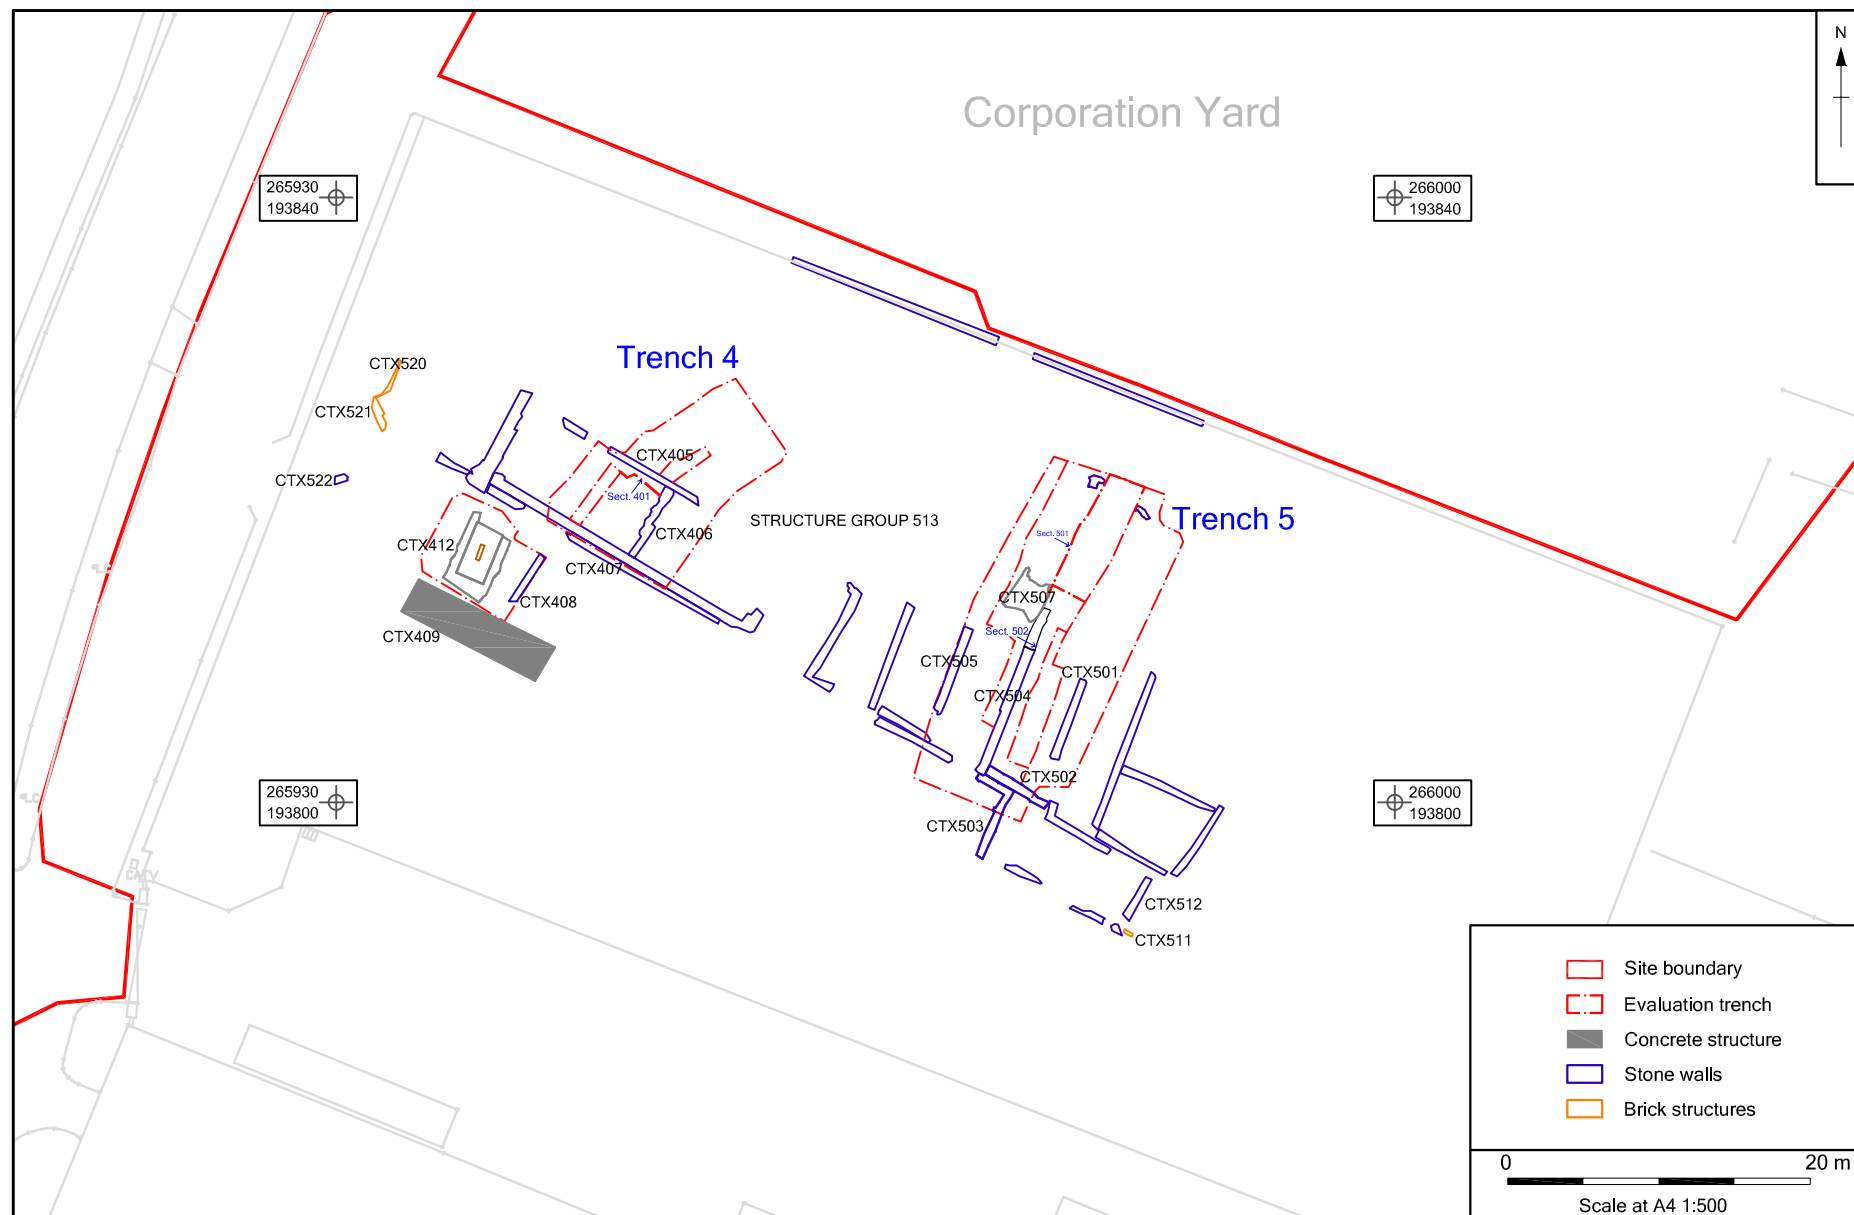 N
Corporation Yard
265930
193840
266000
193840
Trench 4
CTX520
CTX521
CTX522
CTX405
Sect. 401
CTX406
STRUCTURE GROUP 513
Trench 5
Sect. 501
CTX412
CTX407
CTX408
CTX409
CTX507
Sect. 502
CTX505
CTX501
CTX504
CTX502
CTX503
265930
193800
266000
193800
CTX512
CTX511
Site boundary
Evaluation trench
Concrete structure
Stone walls
Brick structures
0 20 m
Scale at A4 1:500